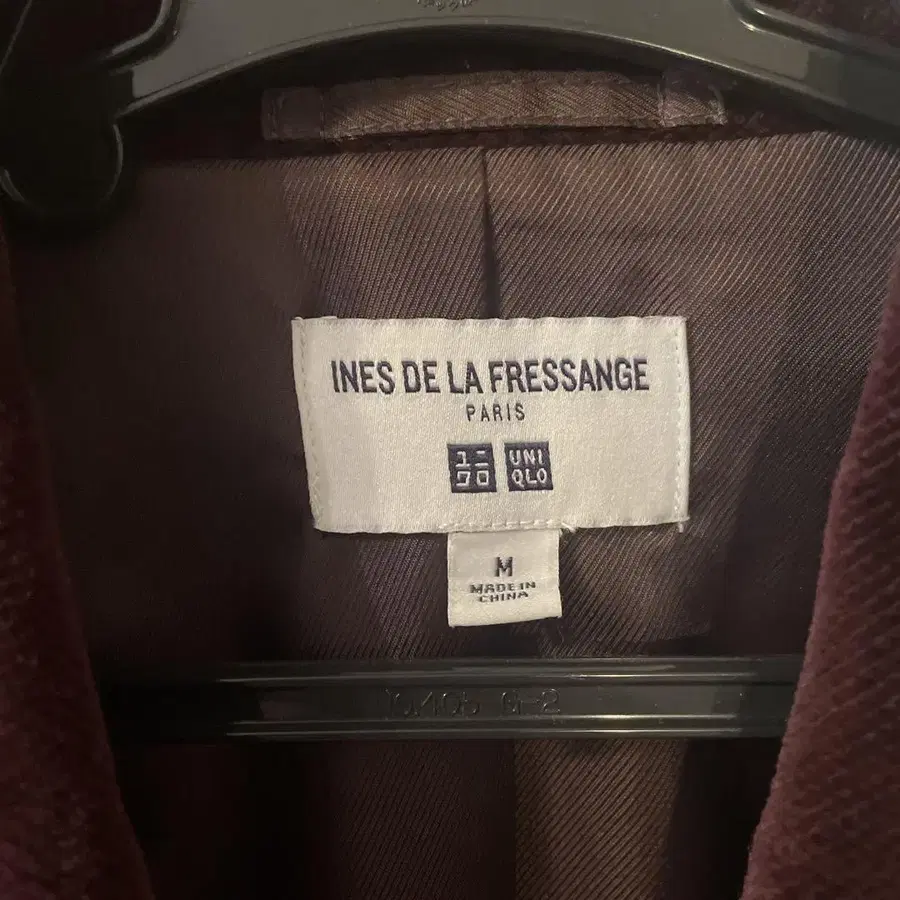 INES DE LA FRESSANGE
PARIS
ユニ
クロ
UNI
QLO
M
MADE IN
CHINA